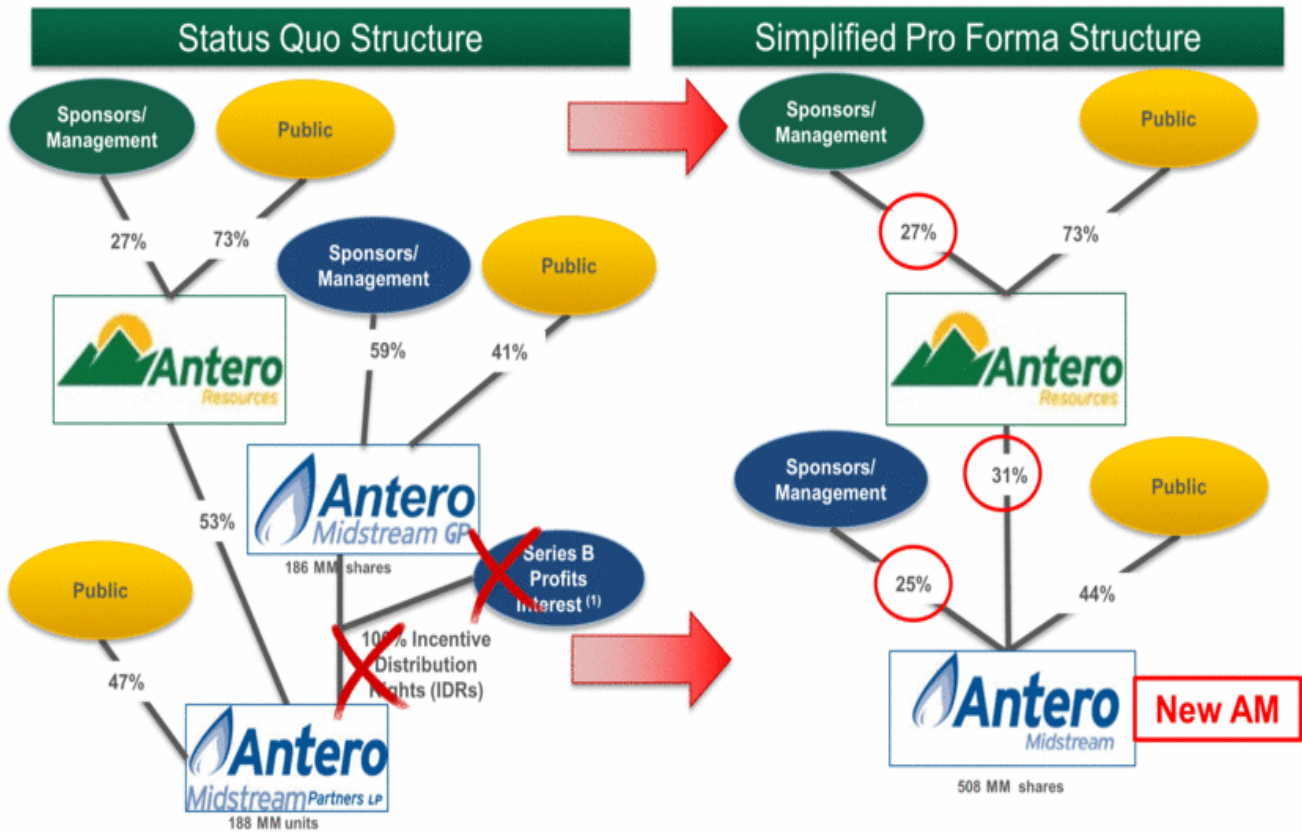 Status Quo Structure
Simplified Pro Forma Structure
Sponsors/
Management
Public
27%
73%
Sponsors/
Management
Public
59%
41%
Antero
Resources
Antero
Midstream GP
186 MM shares
53%
Series B
Profits
Interest (1)
100% Incentive
Distribution
Rights (IDRs)
Public
47%
Antero
Midstream Partners LP
188 MM units
Sponsors/
Management
Public
27%
73%
Antero
Resources
Sponsors/
Management
31%
Public
25%
44%
Antero
Midstream
New AM
508 MM shares